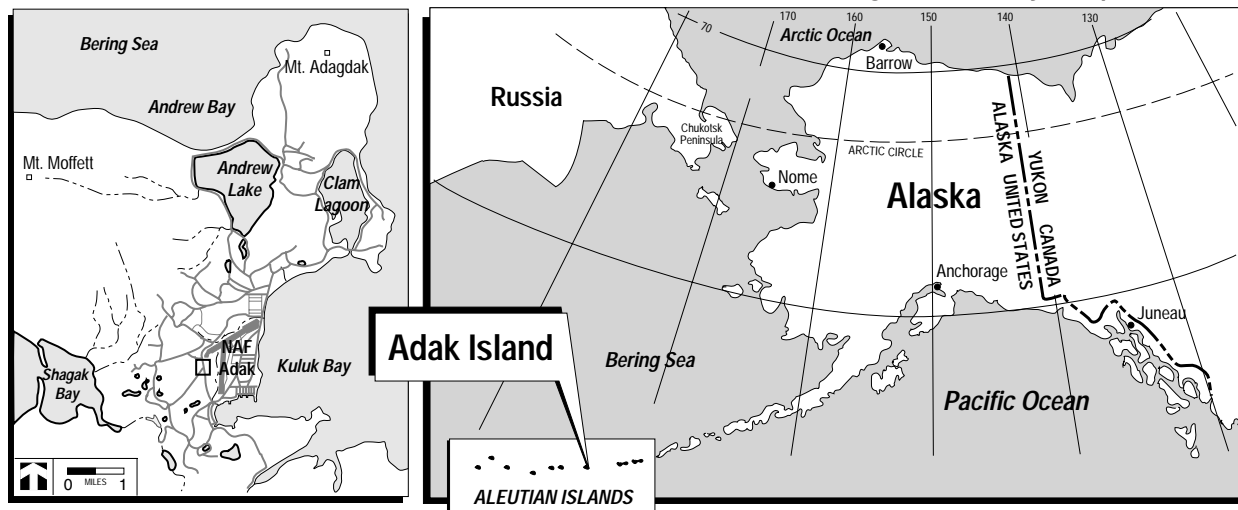 Bering Sea
Mt. Adagdak
Andrew Bay
Mt. Moffett
Andrew
Lake
Clam
Lagoon
NAF
Adak
Kuluk Bay
Shagak
Bay
0 MILES 1
170
160
150
140
130
70
Arctic Ocean
Barrow
Russia
Chukotsk
Peninsula
ARCTIC CIRCLE
Nome
Alaska
ALASKA UNITED STATES
YUKON CANADA
Anchorage
Juneau
Adak Island
Bering Sea
Pacific Ocean
ALEUTIAN ISLANDS